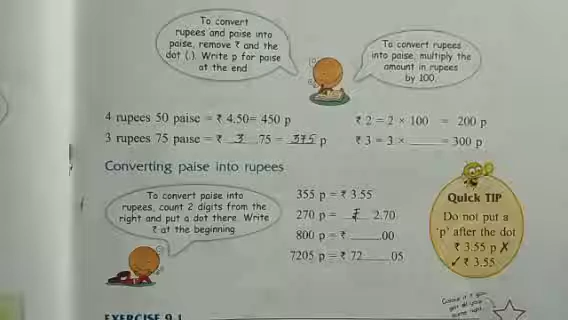 To convert
rupees and paise into
paise, remove ₹ and the
dot (.). Write p for paise
at the end
To convert rupees
into paise, multiply the
amount in rupees
by 100.
4 rupees 50 paise = ₹ 4.50= 450 p
₹ 2 = 2 × 100 = 200 p
3 rupees 75 paise = ₹ 3 75 = 375 p
₹ 3 = 3 × ____ = 300 p
Converting paise into rupees
To convert paise into
rupees, count 2 digits from the
right and put a dot there. Write
₹ at the beginning
355 p = ₹ 3.55
270 p = ₹ 2.70
800 p = ₹ ____00
7205 p = ₹ 72____05
Quick TIP
Do not put a
'p' after the dot
₹ 3.55 p ✗
✓ ₹ 3.55
EXERCISE 9.1